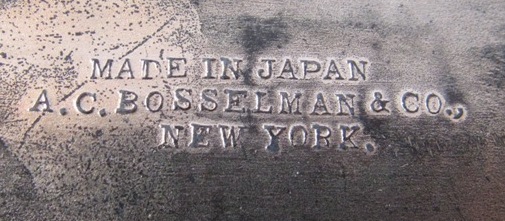 MADE IN JAPAN
A.C. BOSSELMAN & CO.,
NEW YORK.